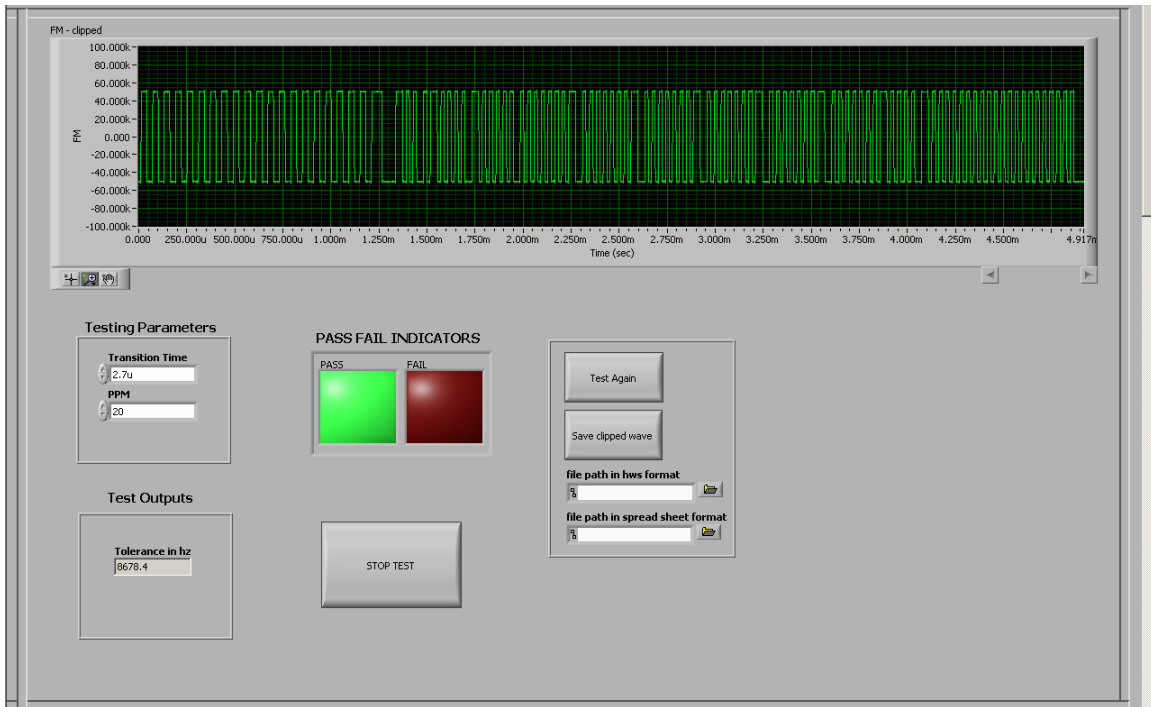 FM - clipped
100.000k
80.000k
60.000k
40.000k
20.000k
0.000
-20.000k
-40.000k
-60.000k
-80.000k
-100.000k
FM
0.000 250.000u 500.000u 750.000u 1.000m 1.250m 1.500m 1.750m 2.000m 2.250m 2.500m 2.750m 3.000m 3.250m 3.500m 3.750m 4.000m 4.250m 4.500m 4.917m
Time (sec)
Testing Parameters
Transition Time
2.7u
PPM
20
PASS FAIL INDICATORS
PASS FAIL
Test Again
Save clipped wave
file path in hws format
file path in spread sheet format
Test Outputs
Tolerance in hz
8678.4
STOP TEST